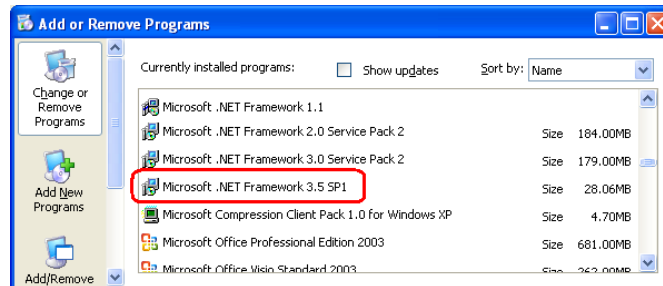 Add or Remove Programs
Change or
Remove
Programs
Add New
Programs
Add/Remove
Currently installed programs:
Show updates
Sort by:
Name
Microsoft .NET Framework 1.1
Microsoft .NET Framework 2.0 Service Pack 2 Size 184.00MB
Microsoft .NET Framework 3.0 Service Pack 2 Size 179.00MB
Microsoft .NET Framework 3.5 SP1 Size 28.06MB
Microsoft Compression Client Pack 1.0 for Windows XP Size 4.70MB
Microsoft Office Professional Edition 2003 Size 681.00MB
Microsoft Office Visio Standard 2003 Size 262.00MB